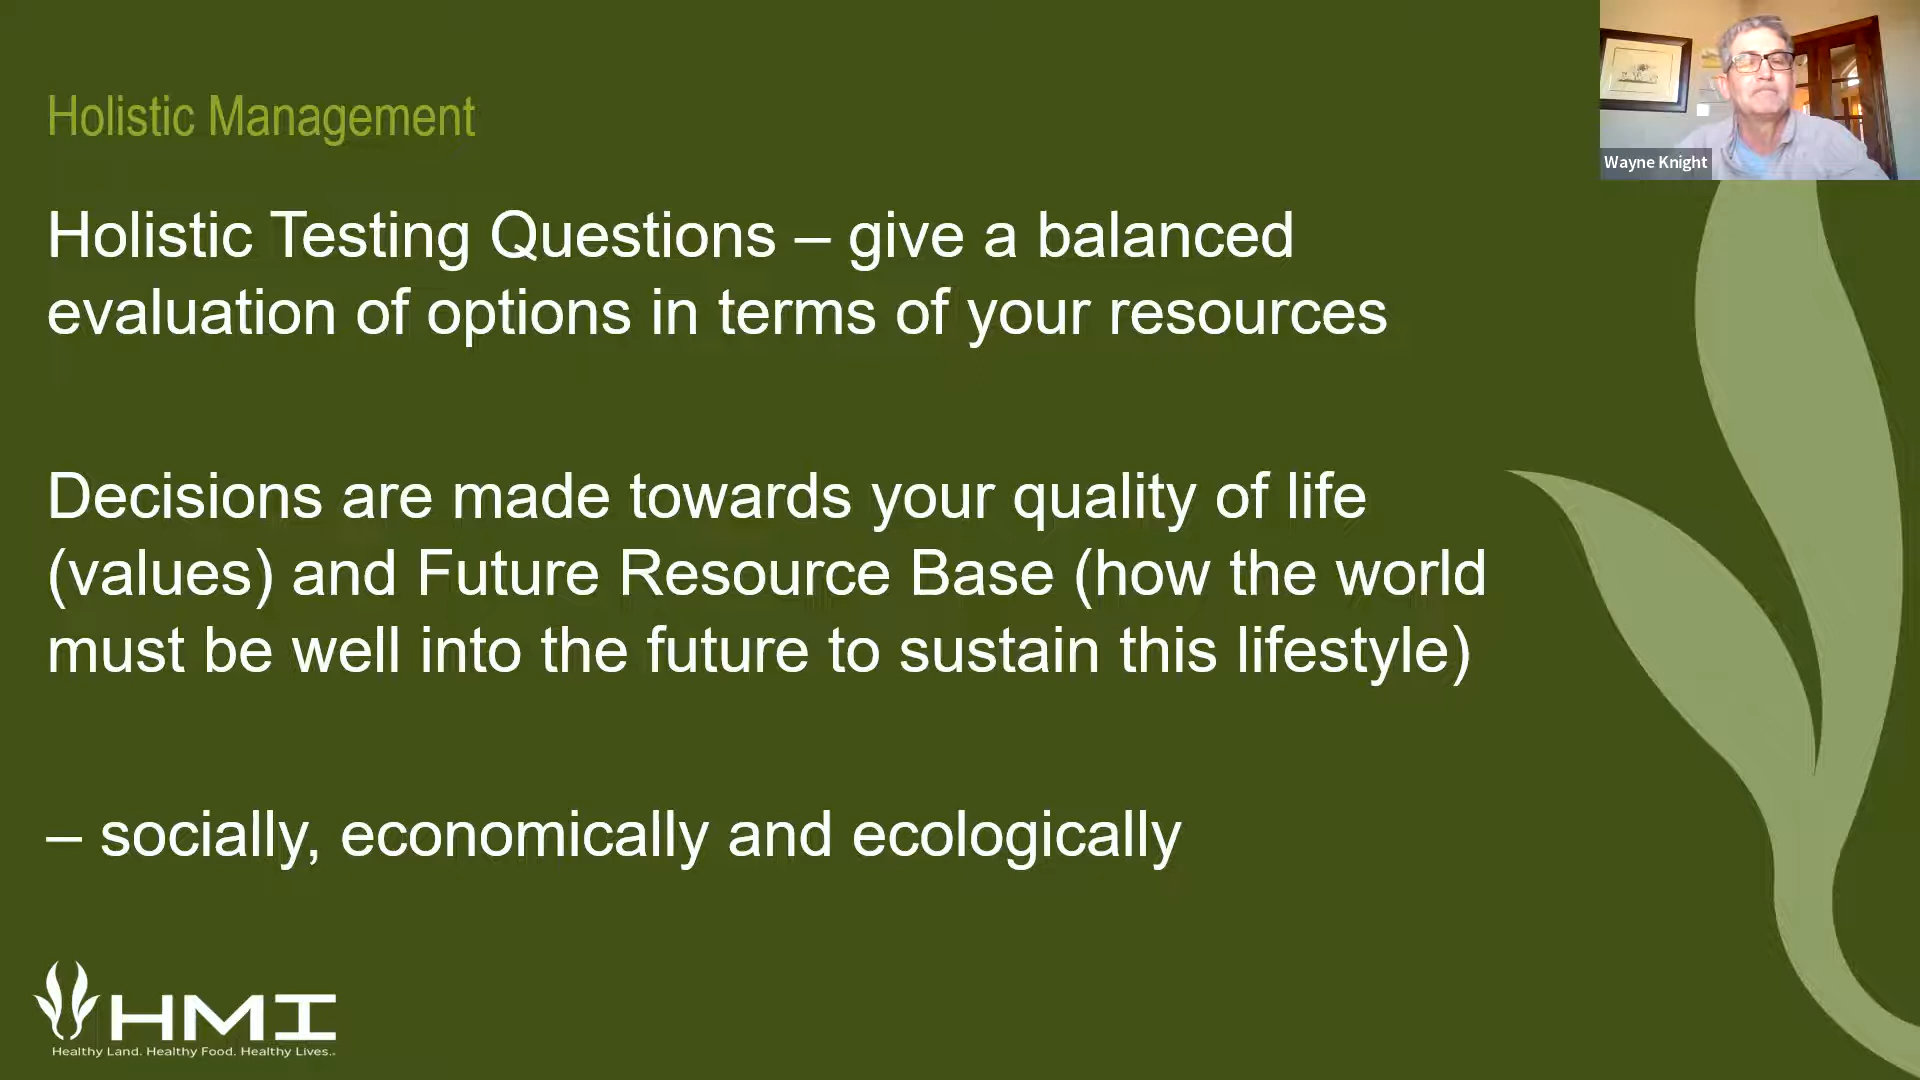 Holistic Management
Wayne Knight
Holistic Testing Questions – give a balanced
evaluation of options in terms of your resources
Decisions are made towards your quality of life
(values) and Future Resource Base (how the world
must be well into the future to sustain this lifestyle)
– socially, economically and ecologically
HMI
Healthy Land. Healthy Food. Healthy Lives..